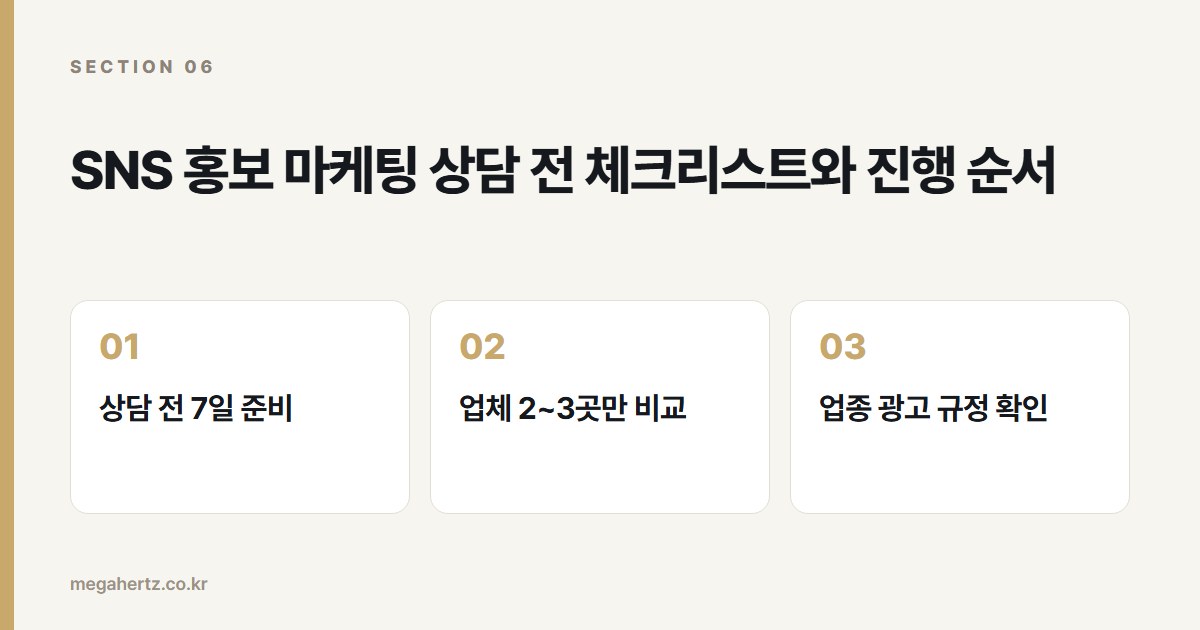 SECTION 06
SNS 홍보 마케팅 상담 전 체크리스트와 진행 순서
01
상담 전 7일 준비
02
업체 2~3곳만 비교
03
업종 광고 규정 확인
megahertz.co.kr